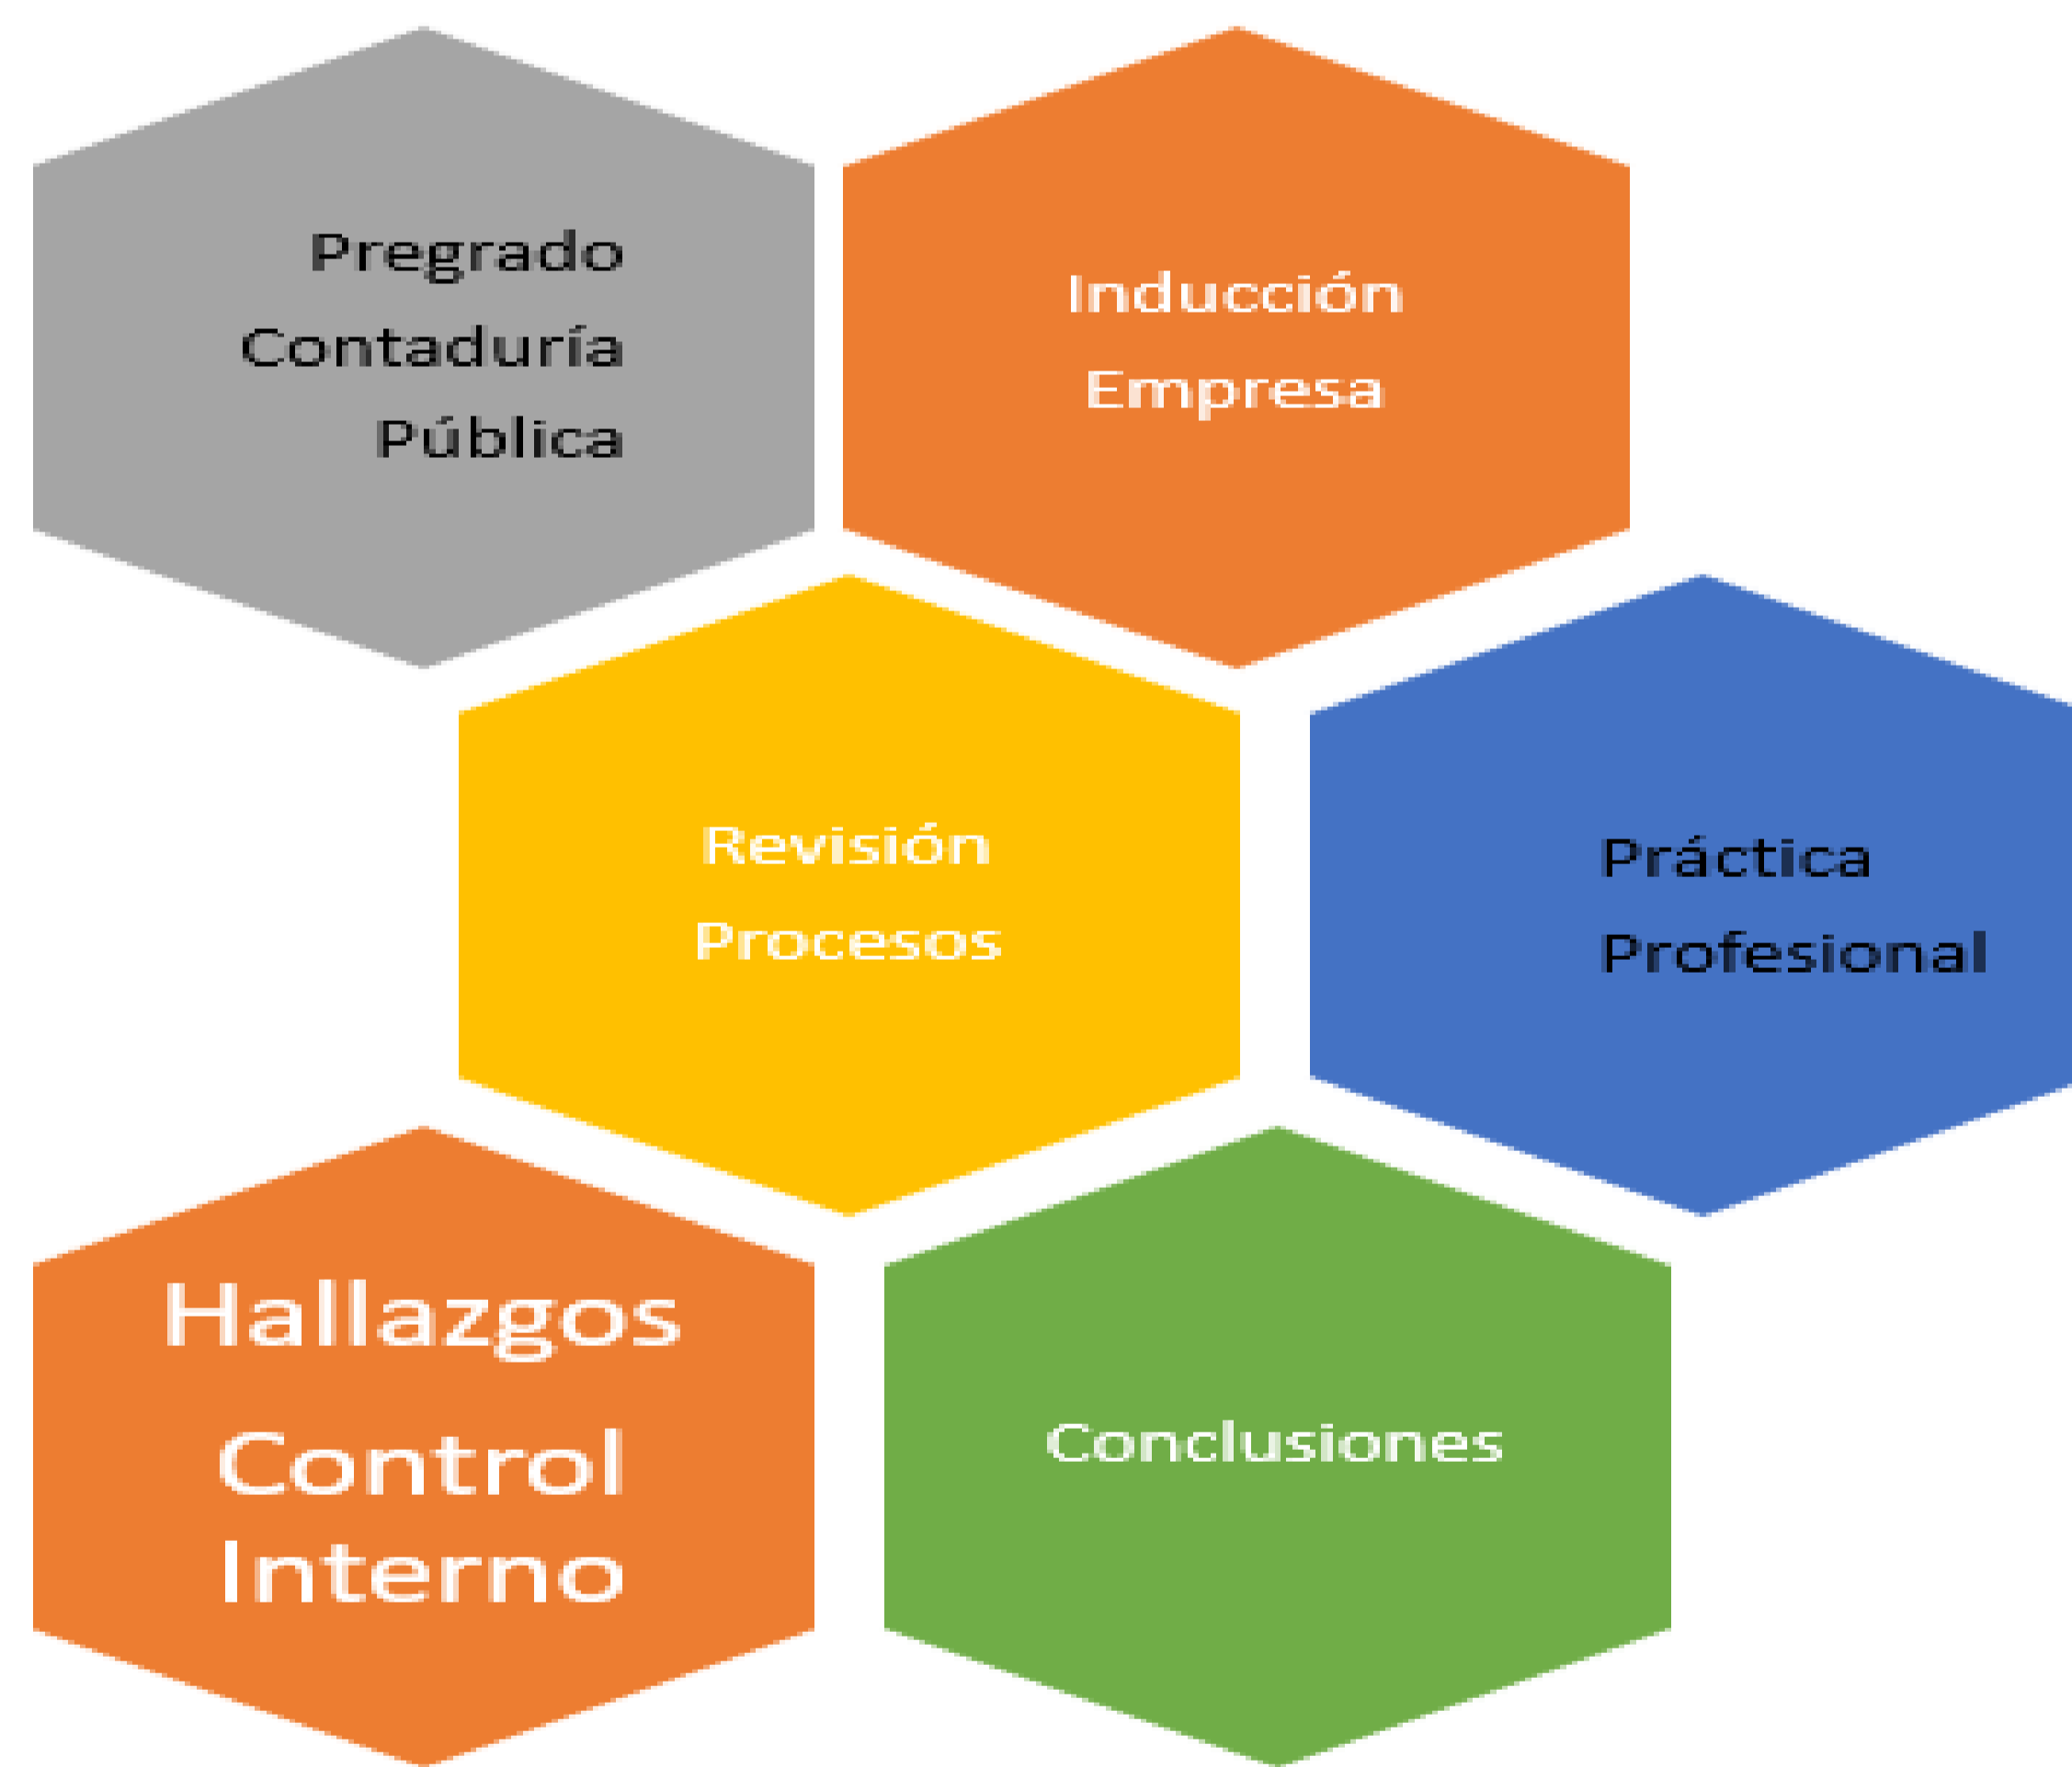 Pregrado
Contaduría
Pública
Inducción
Empresa
Revisión
Procesos
Práctica
Profesional
Hallazgos
Control
Interno
Conclusiones